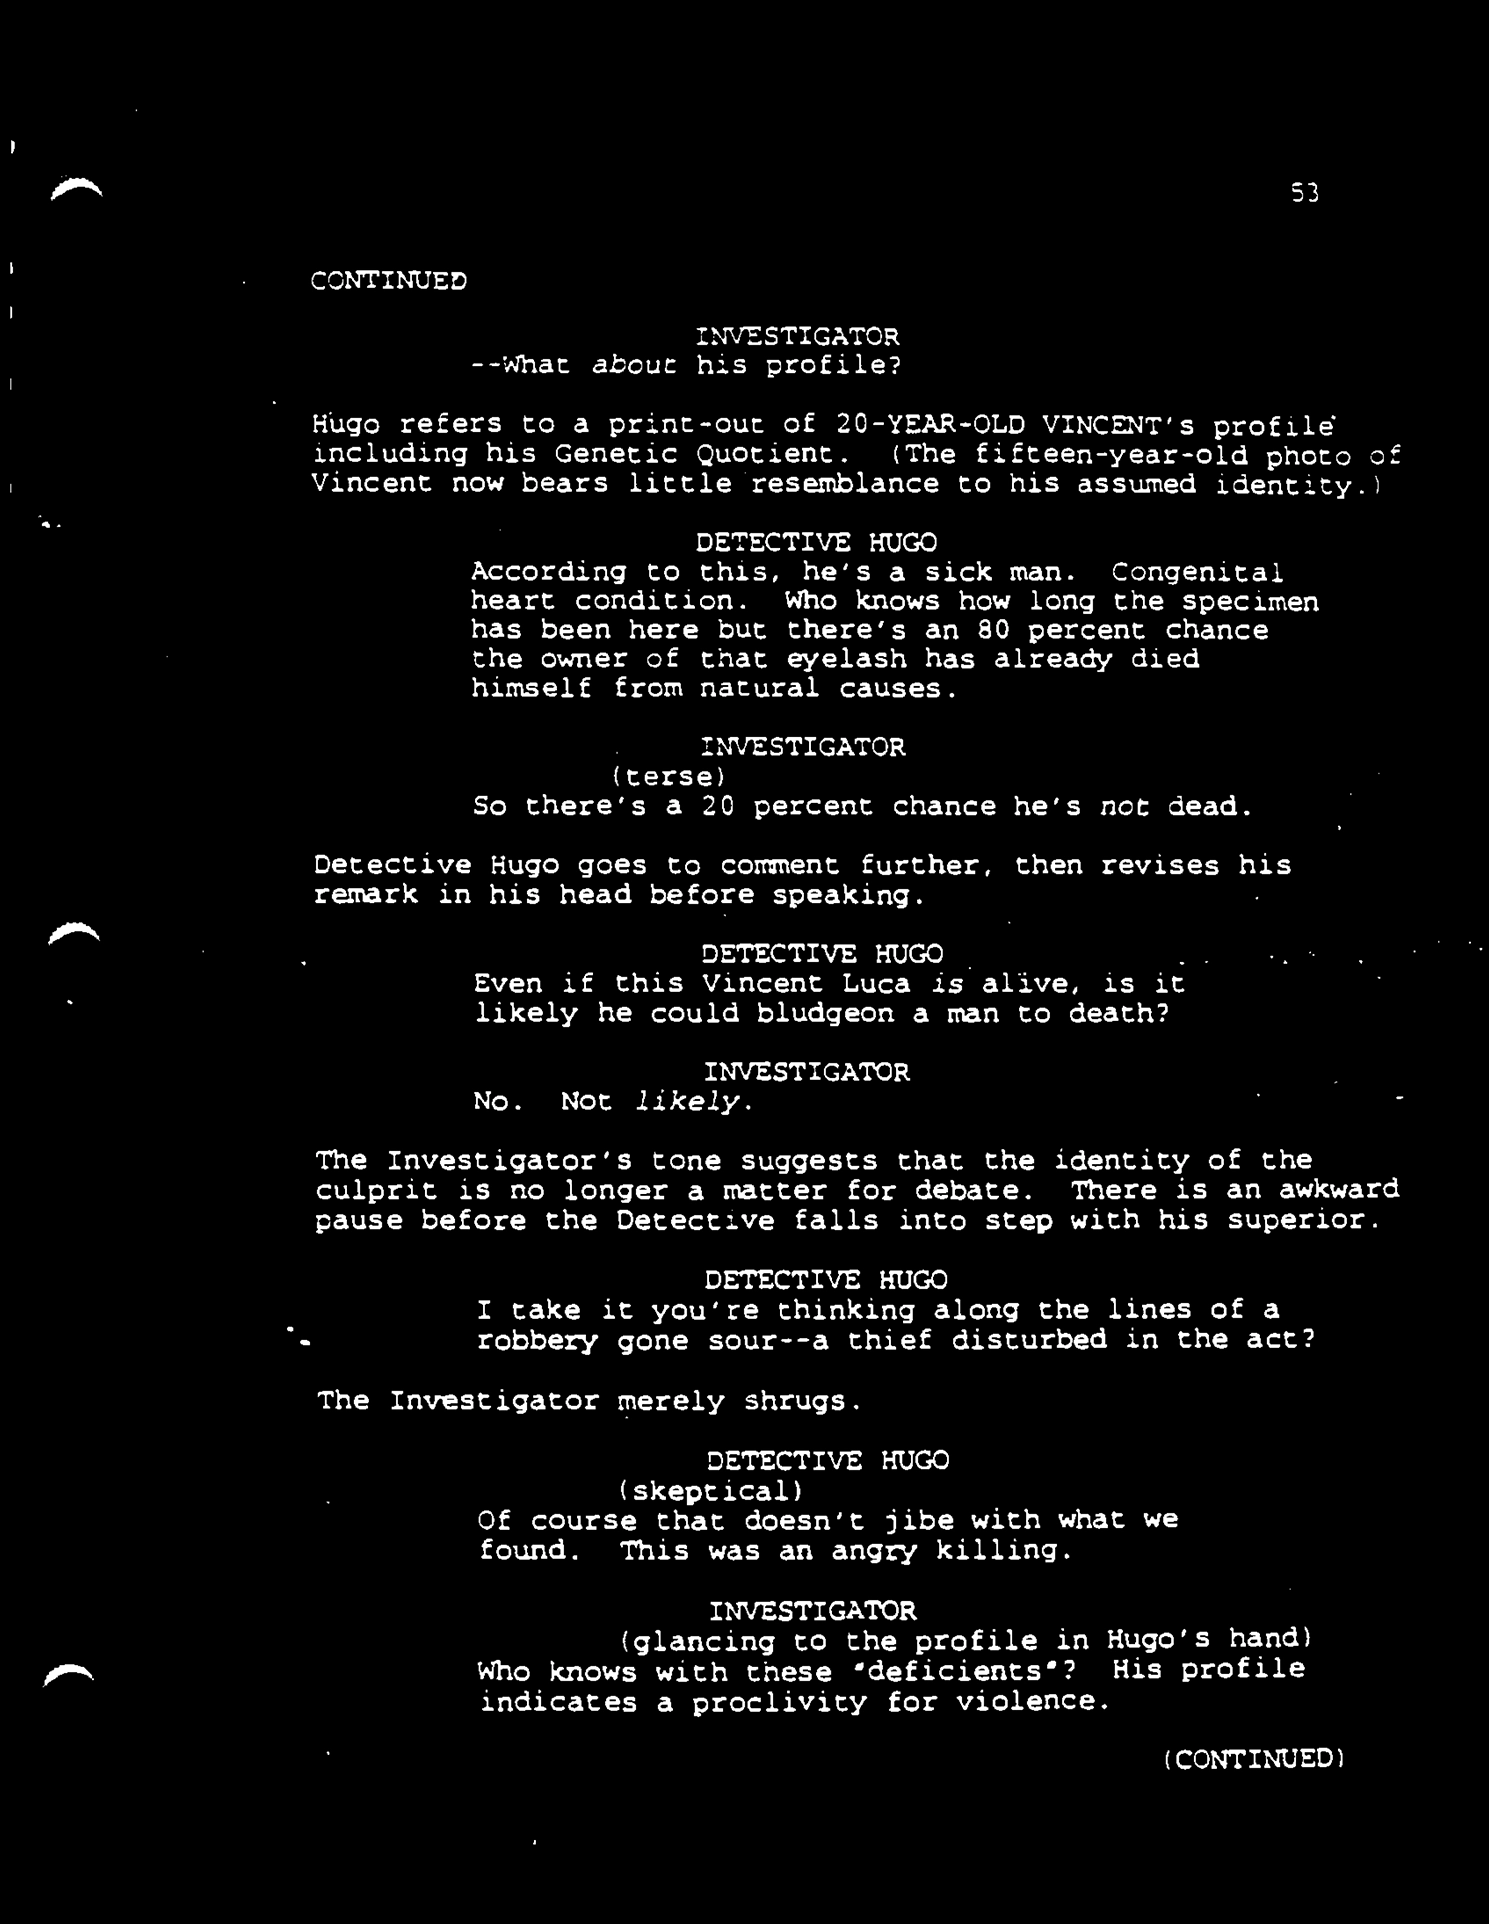 53
CONTINUED
INVESTIGATOR
--What about his profile?
Hugo refers to a print-out of 20-YEAR-OLD VINCENT's profile
including his Genetic Quotient. (The fifteen-year-old photo of
Vincent now bears little resemblance to his assumed identity.)
DETECTIVE HUGO
According to this, he's a sick man. Congenital
heart condition. Who knows how long the specimen
has been here but there's an 80 percent chance
the owner of that eyelash has already died
himself from natural causes.
INVESTIGATOR
(terse)
So there's a 20 percent chance he's not dead.
Detective Hugo goes to comment further, then revises his
remark in his head before speaking.
DETECTIVE HUGO
Even if this Vincent Luca is alive, is it
likely he could bludgeon a man to death?
INVESTIGATOR
No. Not likely.
The Investigator's tone suggests that the identity of the
culprit is no longer a matter for debate. There is an awkward
pause before the Detective falls into step with his superior.
DETECTIVE HUGO
I take it you're thinking along the lines of a
robbery gone sour--a thief disturbed in the act?
The Investigator merely shrugs.
DETECTIVE HUGO
(skeptical)
Of course that doesn't jibe with what we
found. This was an angry killing.
INVESTIGATOR
(glancing to the profile in Hugo's hand)
Who knows with these "deficients"? His profile
indicates a proclivity for violence.
(CONTINUED)